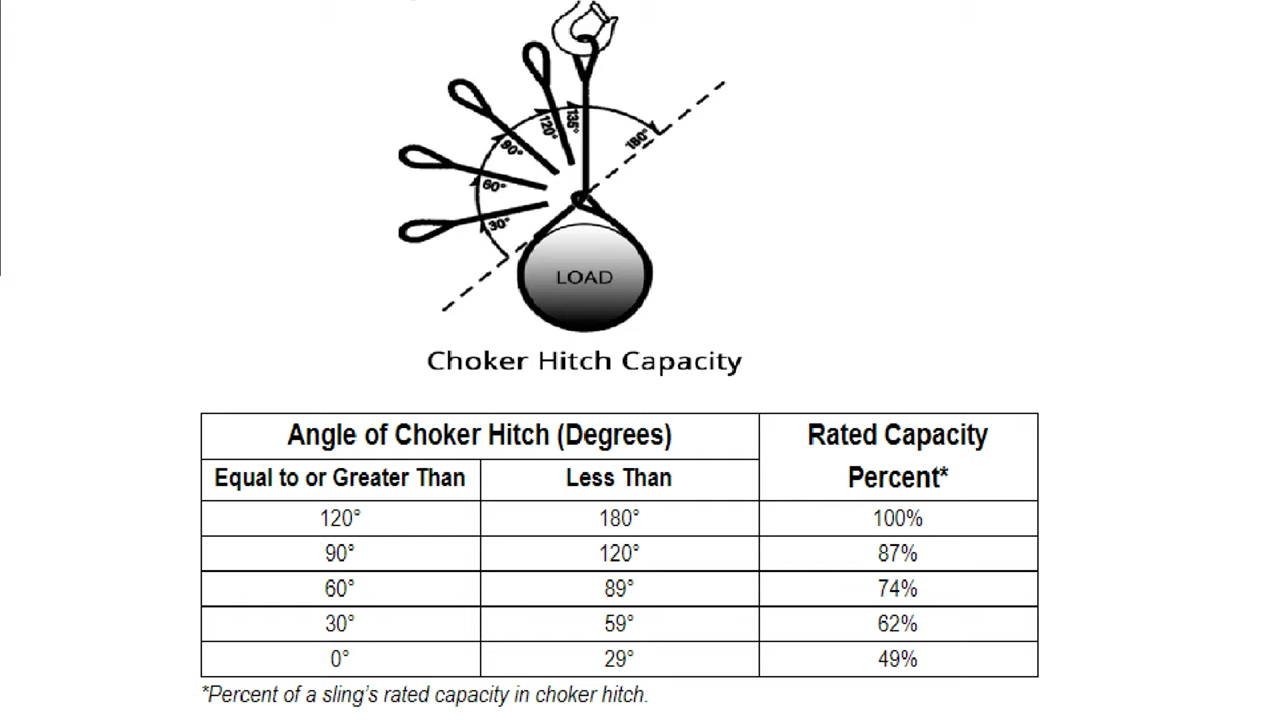 135°
120°
180°
90°
60°
30°
LOAD
Choker Hitch Capacity
Angle of Choker Hitch (Degrees) Rated Capacity Percent*
Equal to or Greater Than Less Than
120° 180° 100%
90° 120° 87%
60° 89° 74%
30° 59° 62%
0° 29° 49%
*Percent of a sling's rated capacity in choker hitch.